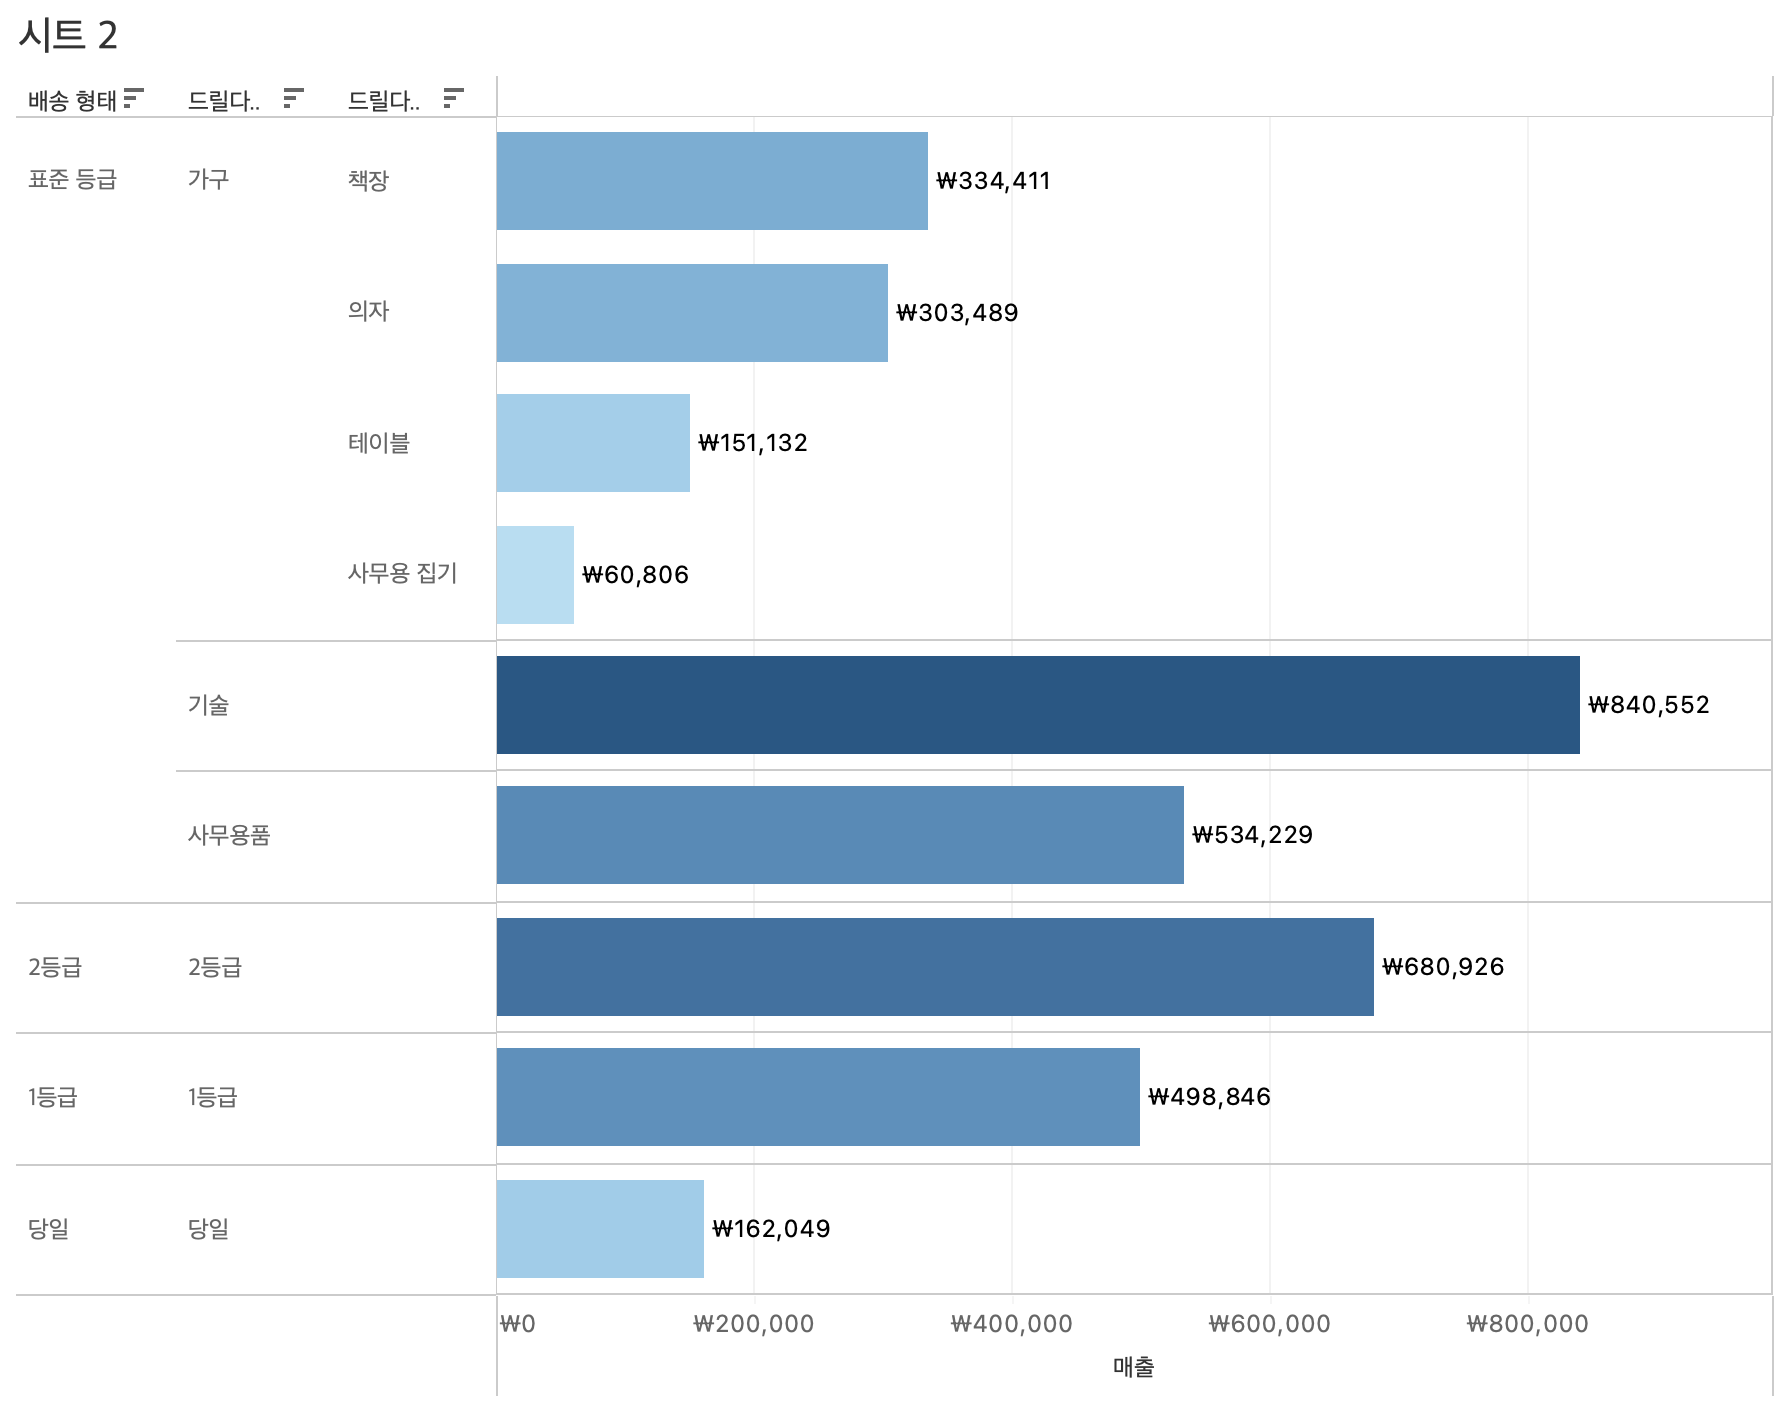 시트 2
배송 형태 드릴다.. 드릴다..
표준 등급 가구 책장 ₩334,411
의자 ₩303,489
테이블 ₩151,132
사무용 집기 ₩60,806
기술 ₩840,552
사무용품 ₩534,229
2등급 2등급 ₩680,926
1등급 1등급 ₩498,846
당일 당일 ₩162,049
₩0 ₩200,000 ₩400,000 ₩600,000 ₩800,000
매출